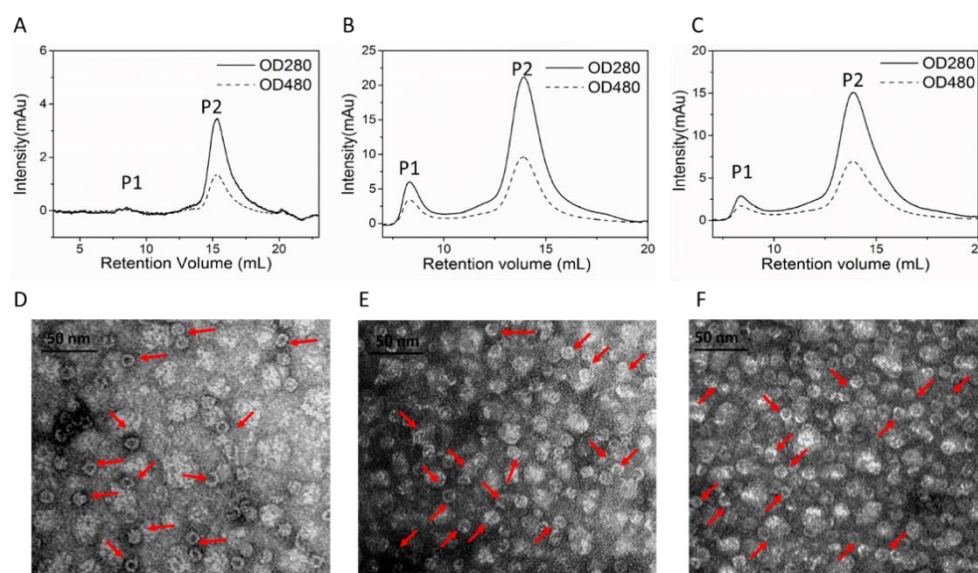 A
6
4
2
0
Intensity(mAu)
OD280
OD480
P1
P2
5
10
15
20
Retention Volume (mL)
B
25
20
15
10
5
0
Intensity(mAu)
OD280
OD480
P1
P2
10
15
20
Retention volume (mL)
C
20
15
10
5
0
Intensity(mAu)
OD280
OD480
P1
P2
10
15
20
Retention volume (mL)
D
50 nm
E
50 nm
F
50 nm